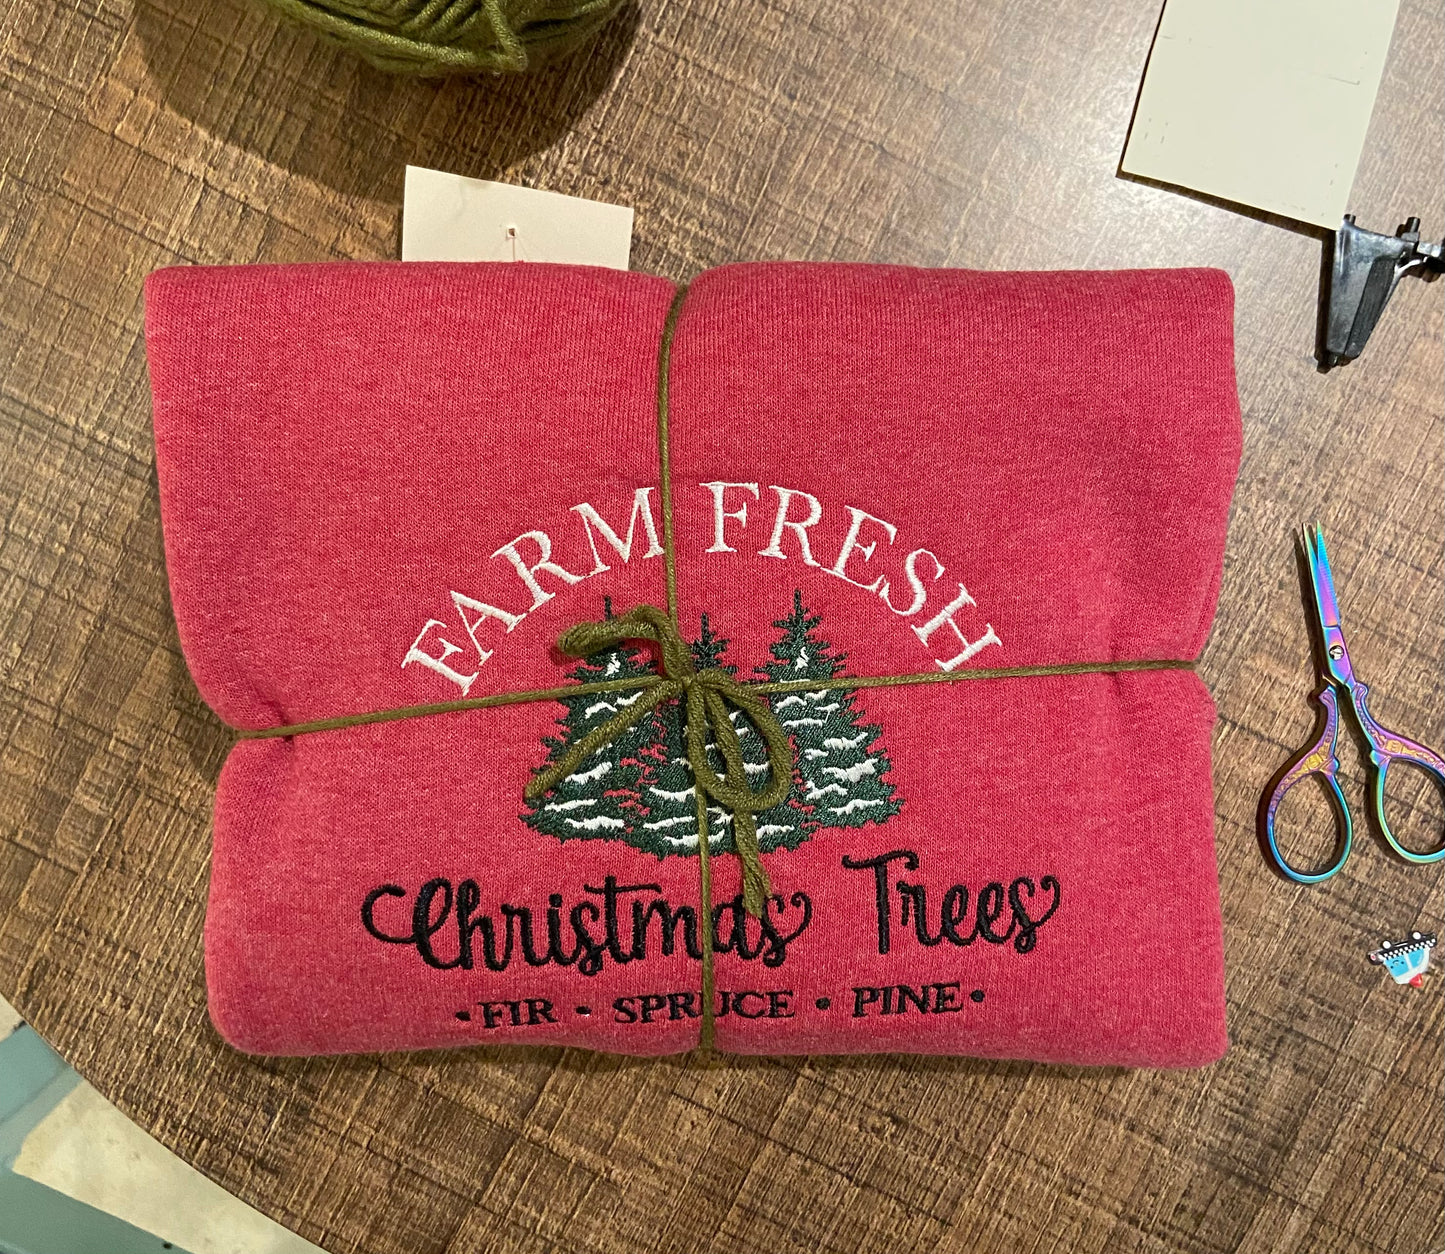 FARM FRESH
Christmas Trees
• FIR • SPRUCE • PINE •